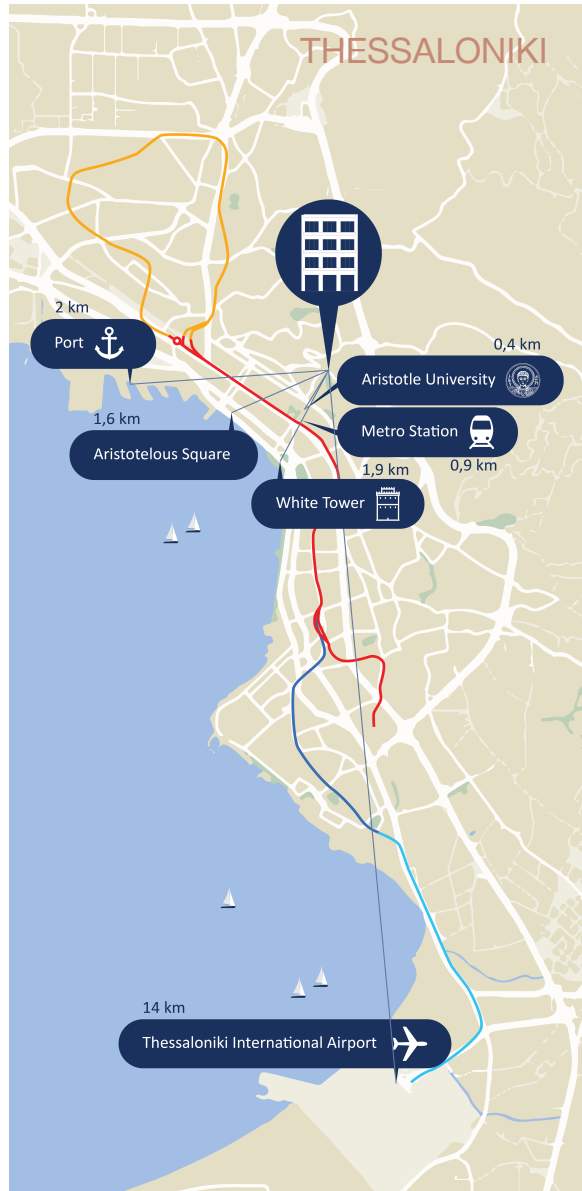 THESSALONIKI
2 km
Port
0,4 km
Aristotle University
1,6 km
Aristotelous Square
Metro Station
0,9 km
1,9 km
White Tower
14 km
Thessaloniki International Airport